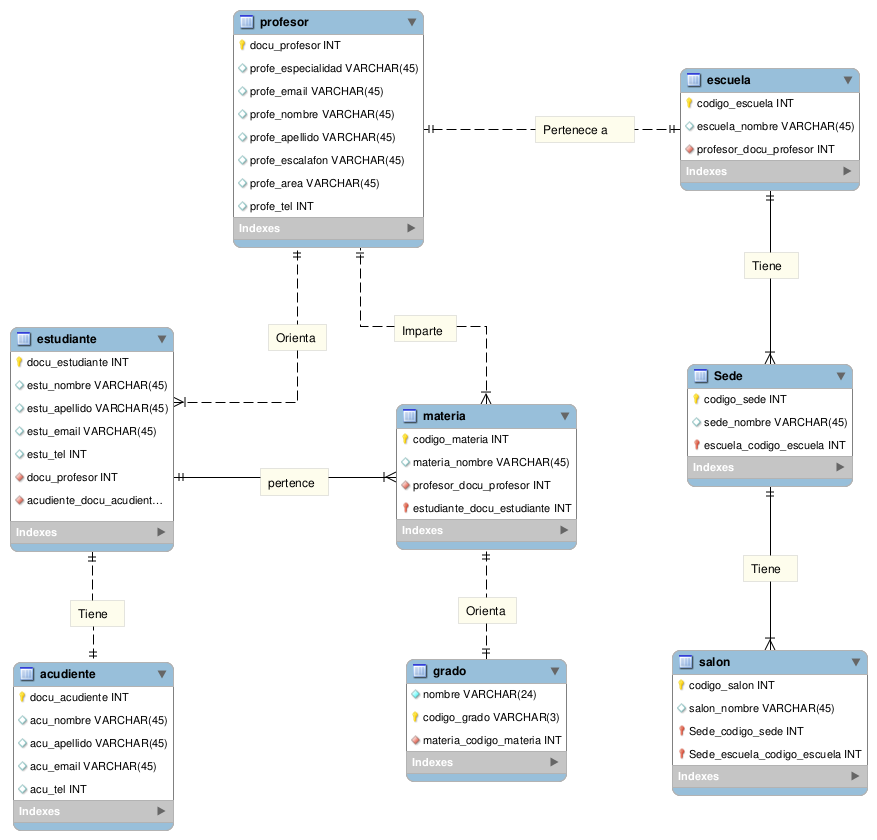 profesor
docu_profesor INT
profe_especialidad VARCHAR(45)
profe_email VARCHAR(45)
profe_nombre VARCHAR(45)
profe_apellido VARCHAR(45)
profe_escalafon VARCHAR(45)
profe_area VARCHAR(45)
profe_tel INT
Indexes
Pertenece a
escuela
codigo_escuela INT
escuela_nombre VARCHAR(45)
profesor_docu_profesor INT
Indexes
Tiene
Orienta
Imparte
estudiante
docu_estudiante INT
estu_nombre VARCHAR(45)
estu_apellido VARCHAR(45)
estu_email VARCHAR(45)
estu_tel INT
docu_profesor INT
acudiente_docu_acudient...
Indexes
pertence
materia
codigo_materia INT
materia_nombre VARCHAR(45)
profesor_docu_profesor INT
estudiante_docu_estudiante INT
Indexes
Sede
codigo_sede INT
sede_nombre VARCHAR(45)
escuela_codigo_escuela INT
Indexes
Tiene
Orienta
Tiene
acudiente
docu_acudiente INT
acu_nombre VARCHAR(45)
acu_apellido VARCHAR(45)
acu_email VARCHAR(45)
acu_tel INT
Indexes
grado
nombre VARCHAR(24)
codigo_grado VARCHAR(3)
materia_codigo_materia INT
Indexes
salon
codigo_salon INT
salon_nombre VARCHAR(45)
Sede_codigo_sede INT
Sede_escuela_codigo_escuela INT
Indexes